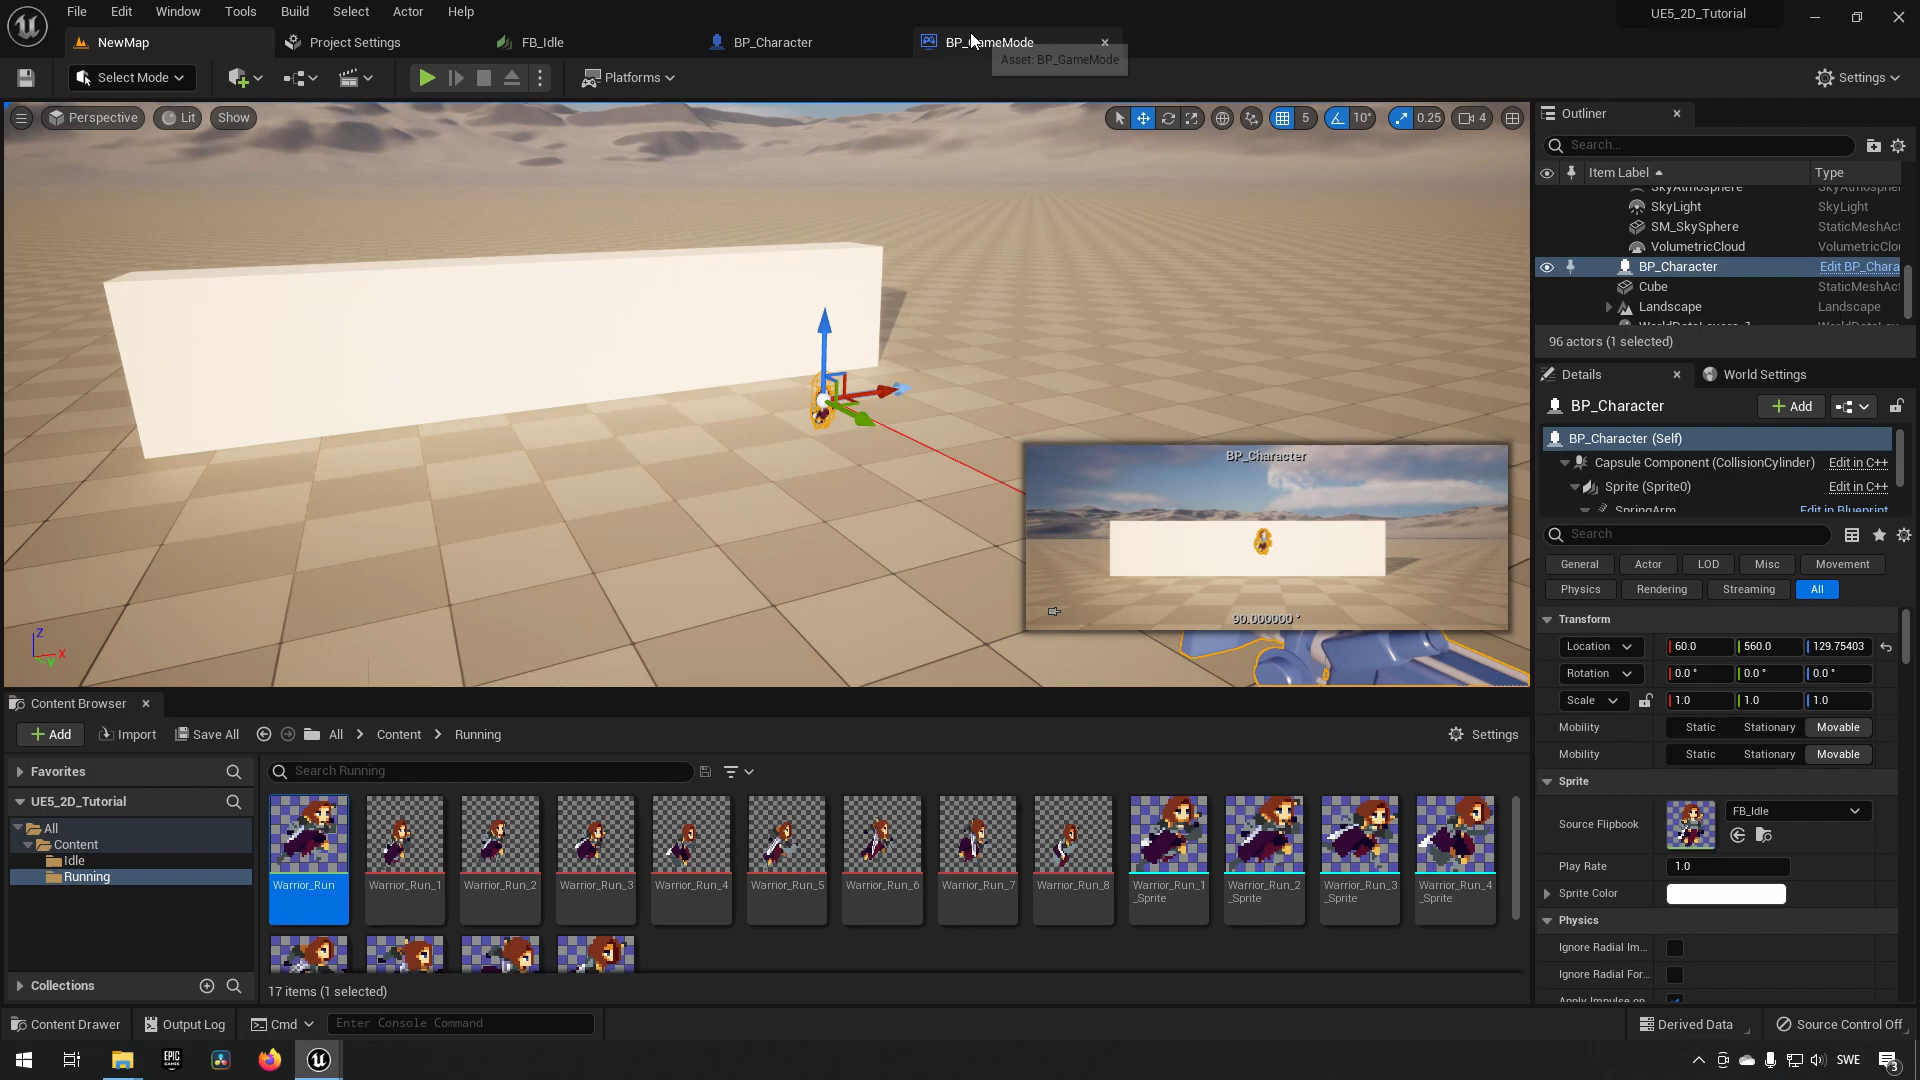 File Edit Window Tools Build Select Actor Help
UE5_2D_Tutorial
NewMap
Project Settings
FB_Idle
BP_Character
BP_GameMode
Asset: BP_GameMode
Select Mode
Platforms
Settings
Perspective
Lit
Show
5
10°
0.25
4
BP_Character
90.000000 °
Z
X
Y
Outliner
Search...
Item Label
Type
SkyAtmosphere
SkyLight SkyLight
SM_SkySphere StaticMeshAct
VolumetricCloud VolumetricClou
BP_Character Edit BP_Chara
Cube StaticMeshAct
Landscape Landscape
96 actors (1 selected)
Details
World Settings
BP_Character
Add
BP_Character (Self)
Capsule Component (CollisionCylinder) Edit in C++
Sprite (Sprite0) Edit in C++
SpringArm Edit in Blueprint
Search
General Actor LOD Misc Movement
Physics Rendering Streaming All
Transform
Location 60.0 560.0 129.75403
Rotation 0.0 ° 0.0 ° 0.0 °
Scale 1.0 1.0 1.0
Mobility Static Stationary Movable
Mobility Static Stationary Movable
Sprite
Source Flipbook
FB_Idle
Play Rate 1.0
Sprite Color
Physics
Ignore Radial Im...
Ignore Radial For...
Apply Impulse on
Content Browser
Add
Import
Save All
All
Content
Running
Settings
Favorites
UE5_2D_Tutorial
All
Content
Idle
Running
Collections
Search Running
Warrior_Run
Warrior_Run_1
Warrior_Run_2
Warrior_Run_3
Warrior_Run_4
Warrior_Run_5
Warrior_Run_6
Warrior_Run_7
Warrior_Run_8
Warrior_Run_1
_Sprite
Warrior_Run_2
_Sprite
Warrior_Run_3
_Sprite
Warrior_Run_4
_Sprite
17 items (1 selected)
Content Drawer
Output Log
Cmd
Enter Console Command
Derived Data
Source Control Off
EPIC
GAMES
SWE
3